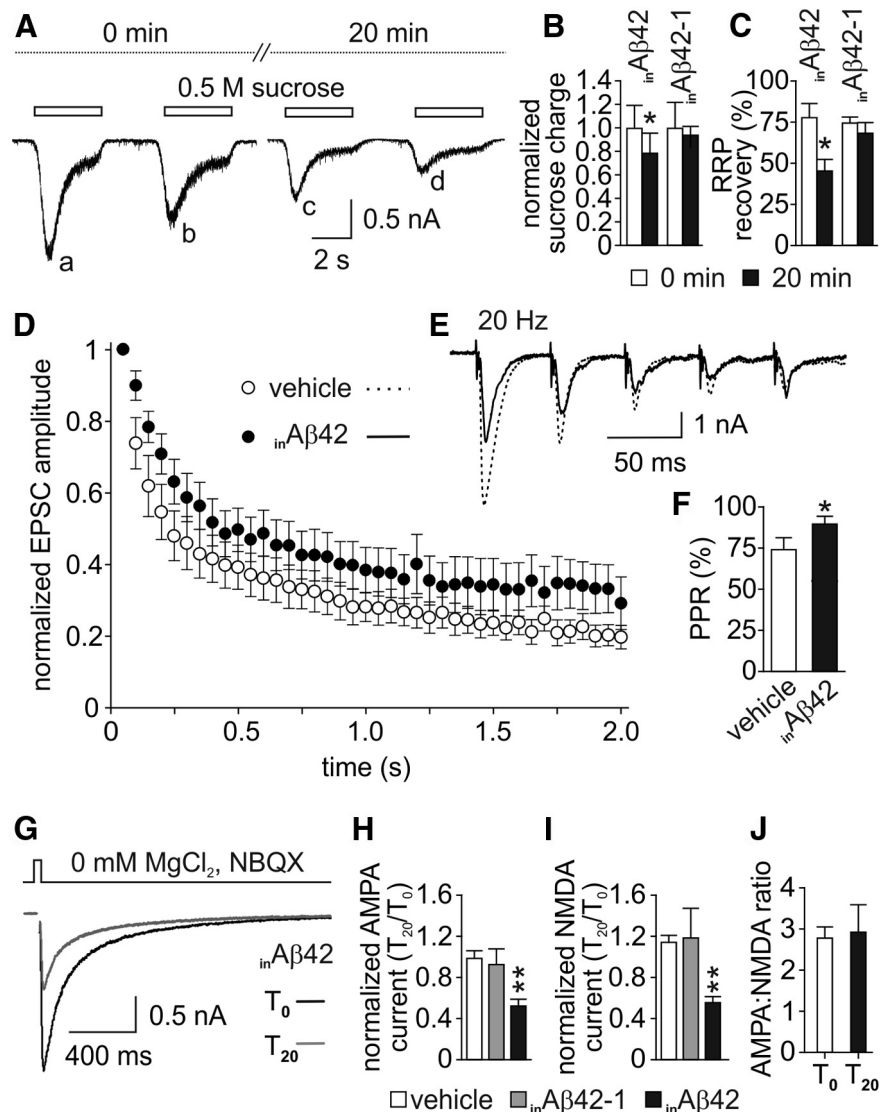 A
0 min
20 min
0.5 M sucrose
a
b
c
d
0.5 nA
2 s
B
inAβ42
inAβ42-1
normalized
sucrose charge
1.4
1.2
1.0
0.8
0.6
0.4
0.2
0
*
C
inAβ42
inAβ42-1
RRP
recovery (%)
100
75
50
25
0
*
0 min
20 min
D
normalized EPSC amplitude
1
0.8
0.6
0.4
0.2
0
vehicle
inAβ42
0
0.5
1.0
1.5
2.0
time (s)
E
20 Hz
1 nA
50 ms
F
PPR (%)
100
75
50
25
0
*
vehicle
inAβ42
G
0 mM MgCl2, NBQX
inAβ42
T0
T20
0.5 nA
400 ms
H
normalized AMPA
current (T20/T0)
1.6
1.2
0.8
0.4
0
**
I
normalized NMDA
current (T20/T0)
1.6
1.2
0.8
0.4
0
**
J
AMPA:NMDA ratio
4
3
2
1
0
T0 T20
vehicle inAβ42-1 inAβ42